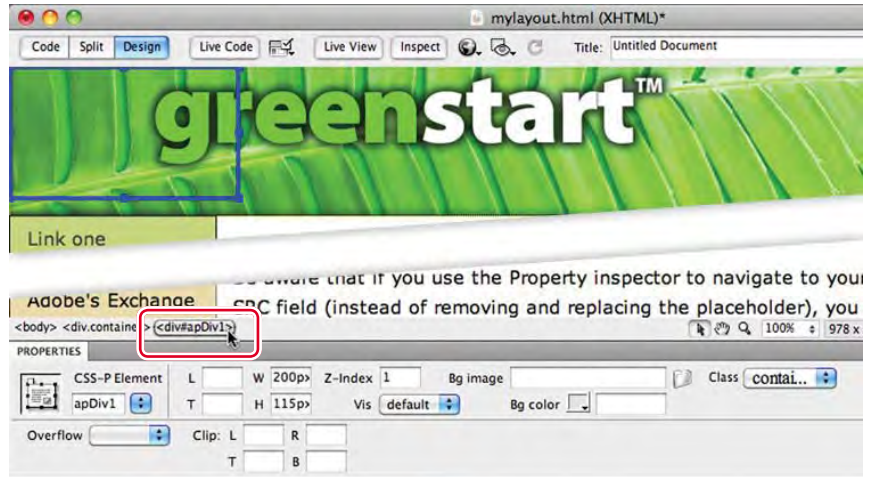 mylayout.html (XHTML)*
Code Split Design Live Code Live View Inspect Title: Untitled Document
greenstart™
Link one
be aware that if you use the Property inspector to navigate to your
Adobe's Exchange
SRC field (instead of removing and replacing the placeholder), you
<body> <div.containe > <div#apDiv1> 100% 978 x
PROPERTIES
CSS-P Element L W 200px Z-Index 1 Bg image Class contai...
apDiv1 T H 115px Vis default Bg color
Overflow Clip: L R
T B